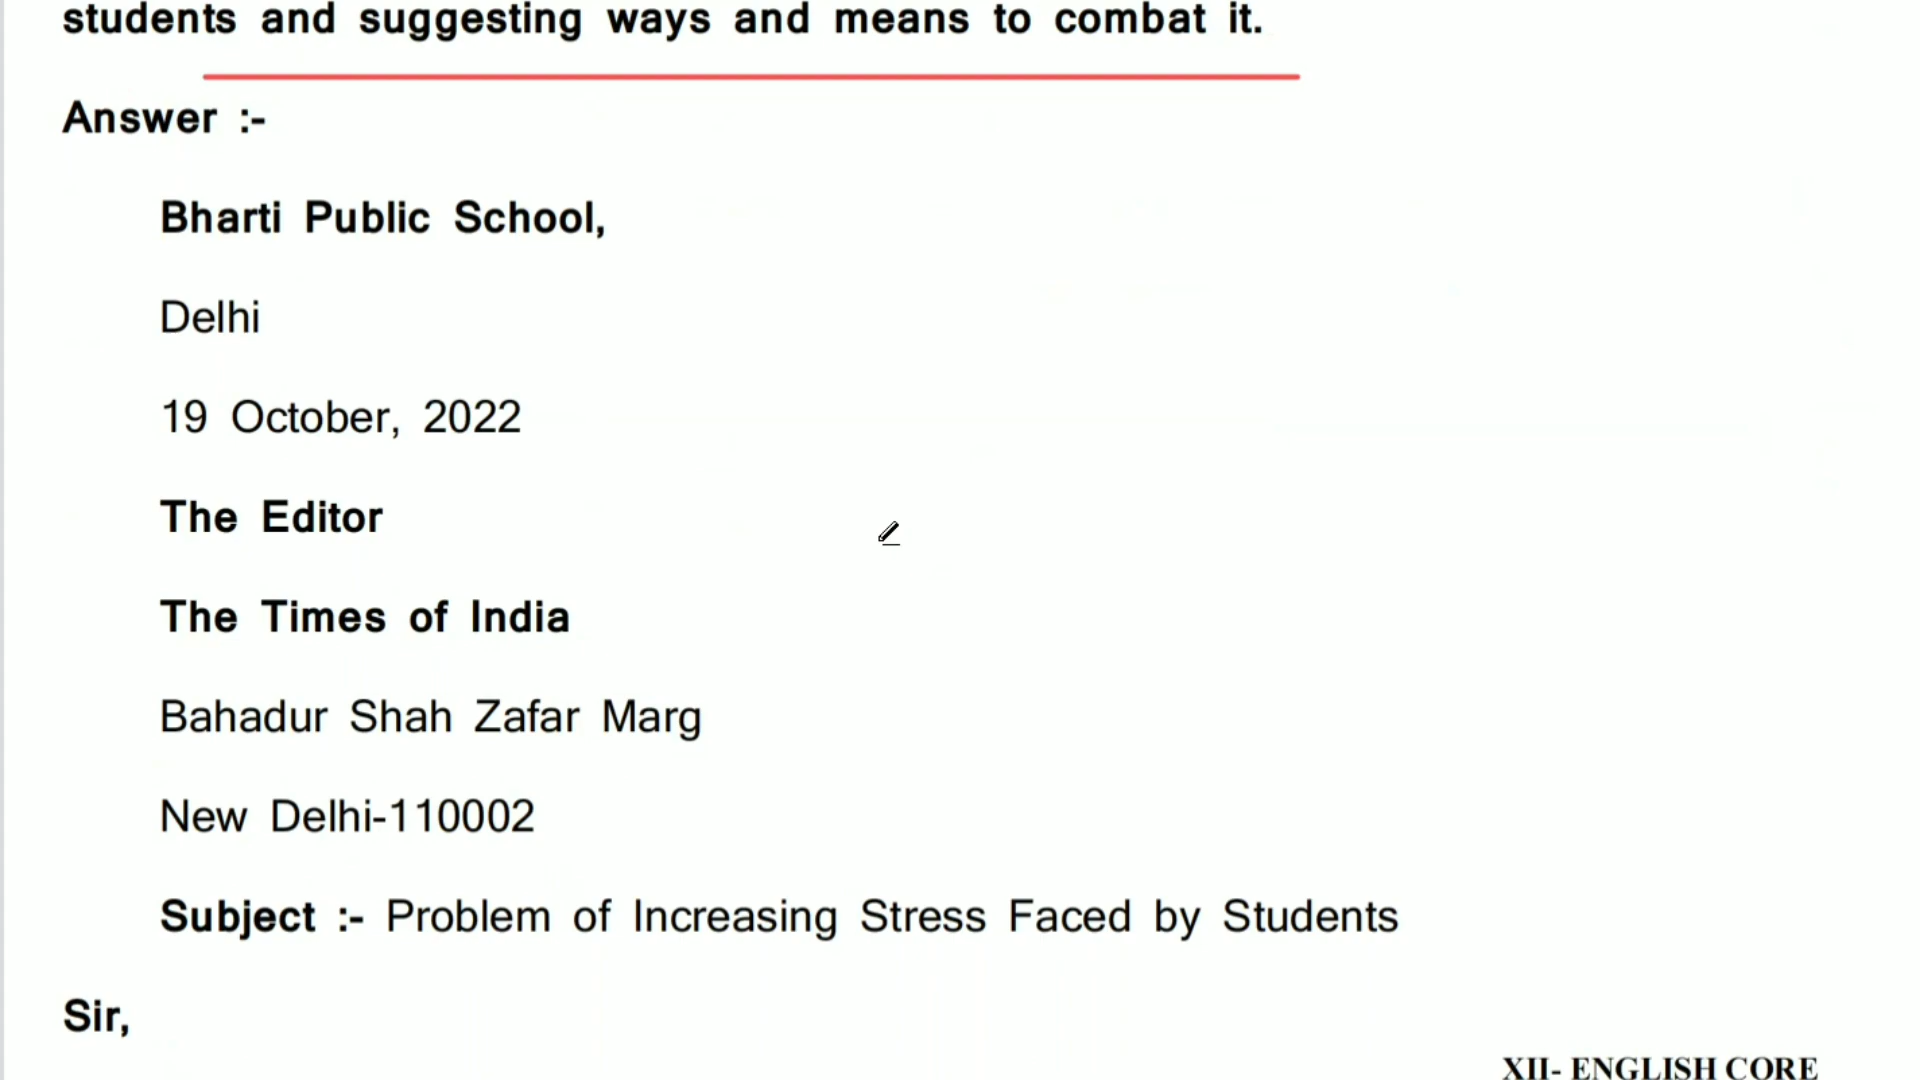 students and suggesting ways and means to combat it.
Answer :-
Bharti Public School,
Delhi
19 October, 2022
The Editor
The Times of India
Bahadur Shah Zafar Marg
New Delhi-110002
Subject :- Problem of Increasing Stress Faced by Students
Sir,
XII- ENGLISH CORE